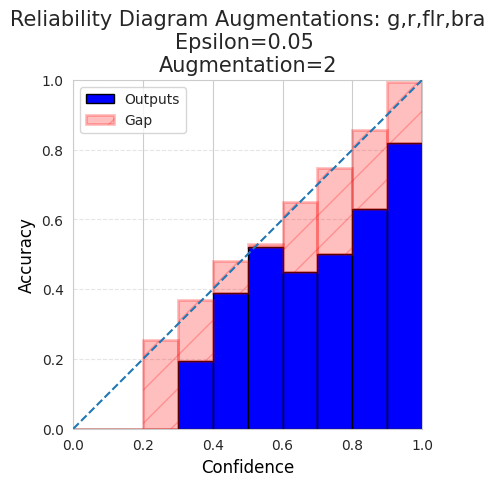 Reliability Diagram Augmentations: g,r,flr,bra
Epsilon=0.05
Augmentation=2
Outputs
Gap
1.0
0.8
0.6
0.4
0.2
0.0
Accuracy
0.0 0.2 0.4 0.6 0.8 1.0
Confidence